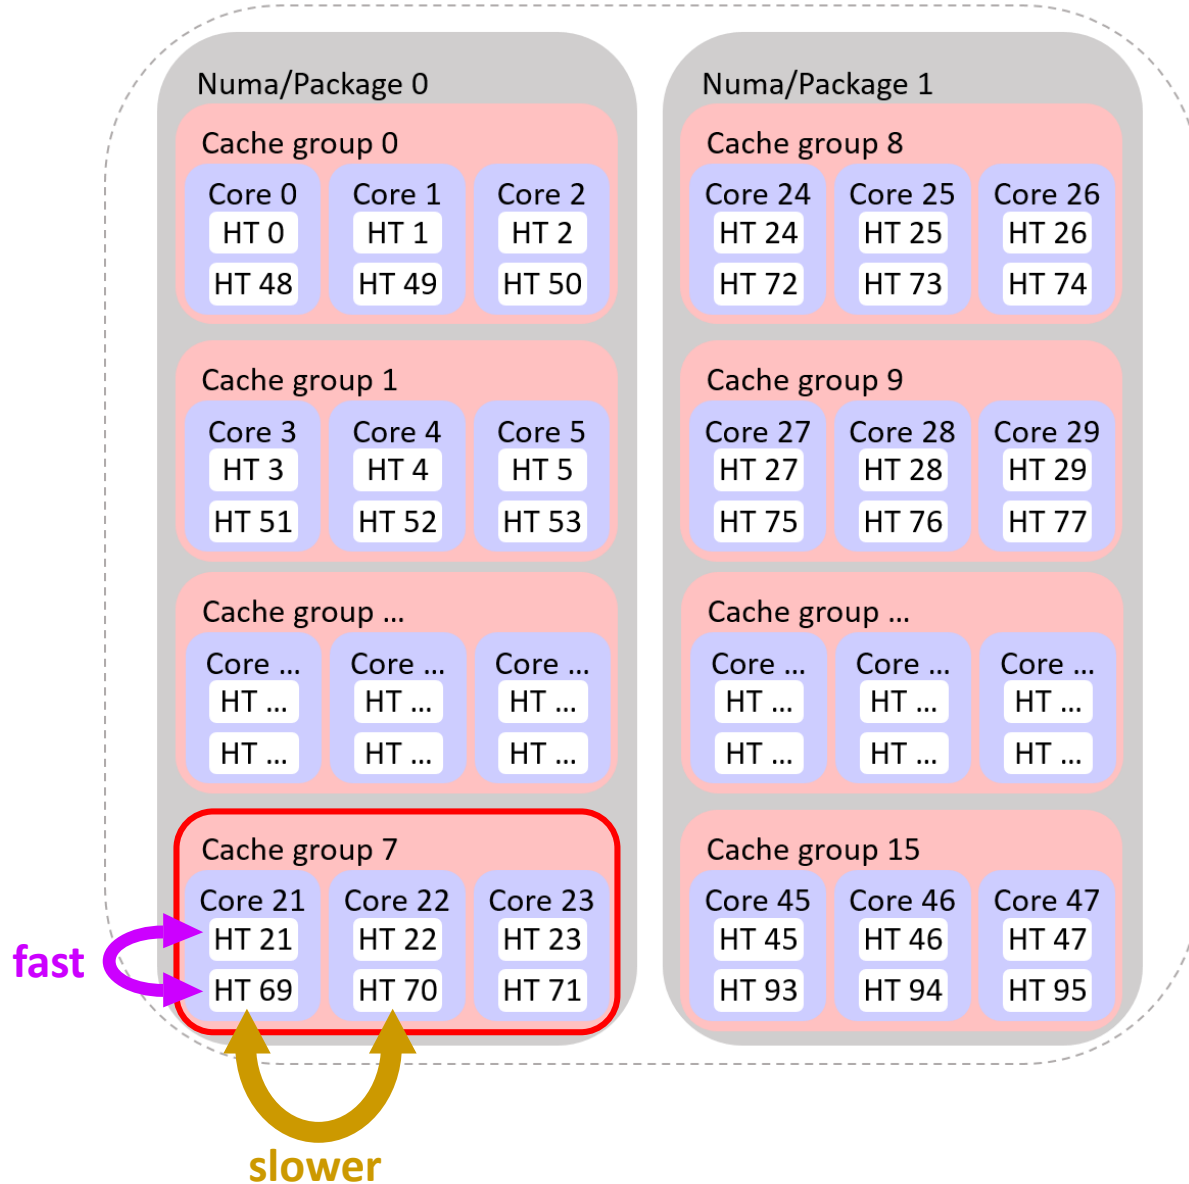 Numa/Package 0
Cache group 0
Core 0 Core 1 Core 2
HT 0 HT 1 HT 2
HT 48 HT 49 HT 50
Cache group 1
Core 3 Core 4 Core 5
HT 3 HT 4 HT 5
HT 51 HT 52 HT 53
Cache group ...
Core ... Core ... Core ...
HT ... HT ... HT ...
HT ... HT ... HT ...
Cache group 7
Core 21 Core 22 Core 23
HT 21 HT 22 HT 23
HT 69 HT 70 HT 71
fast
slower
Numa/Package 1
Cache group 8
Core 24 Core 25 Core 26
HT 24 HT 25 HT 26
HT 72 HT 73 HT 74
Cache group 9
Core 27 Core 28 Core 29
HT 27 HT 28 HT 29
HT 75 HT 76 HT 77
Cache group ...
Core ... Core ... Core ...
HT ... HT ... HT ...
HT ... HT ... HT ...
Cache group 15
Core 45 Core 46 Core 47
HT 45 HT 46 HT 47
HT 93 HT 94 HT 95